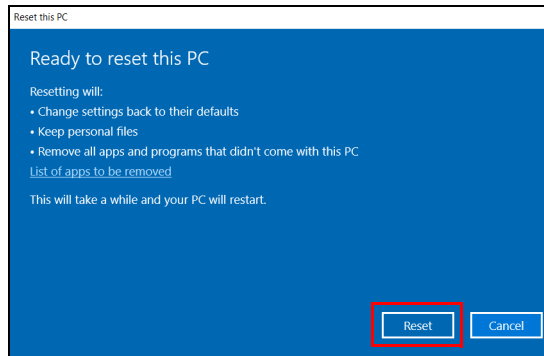 Reset this PC
Ready to reset this PC
Resetting will:
• Change settings back to their defaults
• Keep personal files
• Remove all apps and programs that didn't come with this PC
List of apps to be removed
This will take a while and your PC will restart.
Reset
Cancel